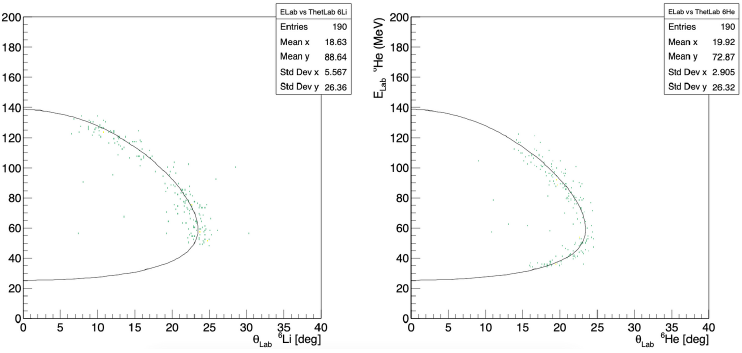 ELab vs ThetLab 6Li
Entries 190
Mean x 18.63
Mean y 88.64
Std Dev x 5.567
Std Dev y 26.36
200
180
160
140
120
100
80
60
40
20
0
0 5 10 15 20 25 30 35 40
θLab 6Li [deg]
ELab vs ThetLab 6He
Entries 190
Mean x 19.92
Mean y 72.87
Std Dev x 2.905
Std Dev y 26.32
ELab 6He (MeV)
200
180
160
140
120
100
80
60
40
20
0
0 5 10 15 20 25 30 35 40
θLab 6He [deg]